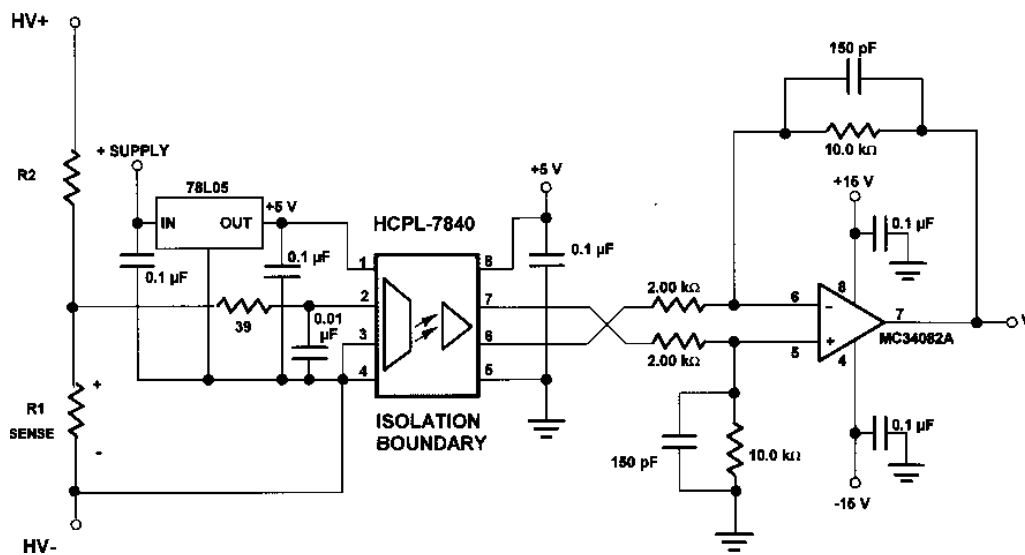 HV+
150 pF
10.0 kΩ
R2
+ SUPPLY
78L05
IN
OUT
+5 V
0.1 µF
0.1 µF
HCPL-7840
+5 V
0.1 µF
+15 V
0.1 µF
1
2
3
4
8
7
6
5
39
0.01
µF
2.00 kΩ
2.00 kΩ
6
5
8
4
7
–
+
MC34082A
V
R1
SENSE
+
-
ISOLATION
BOUNDARY
150 pF
10.0 kΩ
0.1 µF
-15 V
HV-